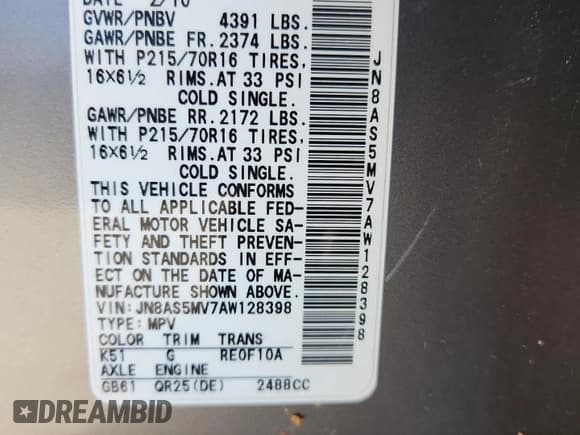 DATE 2/10
GVWR/PNBV 4391 LBS.
GAWR/PNBE FR. 2374 LBS.
WITH P215/70R16 TIRES,
16X6½ RIMS. AT 33 PSI
COLD SINGLE.
GAWR/PNBE RR. 2172 LBS.
WITH P215/70R16 TIRES,
16X6½ RIMS. AT 33 PSI
COLD SINGLE.
THIS VEHICLE CONFORMS
TO ALL APPLICABLE FED-
ERAL MOTOR VEHICLE SA-
FETY AND THEFT PREVEN-
TION STANDARDS IN EFF-
ECT ON THE DATE OF MA-
NUFACTURE SHOWN ABOVE.
VIN: JN8AS5MV7AW128398
TYPE: MPV
COLOR TRIM TRANS
K51 G RE0F10A
AXLE ENGINE
GB61 QR25(DE) 2488CC
JN8AS5MV7AW128398
DREAMBID